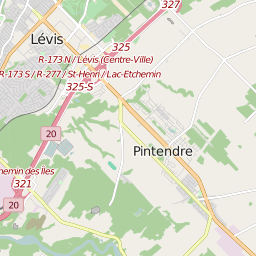 327
Lévis
325
R-173 N / Lévis (Centre-Ville)
R-173 S / R-277 / St-Henri / Lac-Etchemin
325-S
20
Pintendre
emin des Îles
321
20